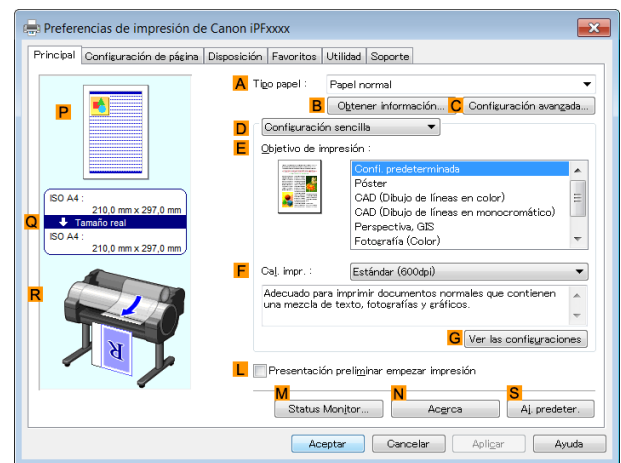 Preferencias de impresión de Canon iPFxxxx
Principal Configuración de página Disposición Favoritos Utilidad Soporte
A Tipo papel : Papel normal
P
B Obtener información... C Configuración avanzada...
D Configuración sencilla
E Objetivo de impresión :
Confi. predeterminada
Póster
CAD (Dibujo de líneas en color)
CAD (Dibujo de líneas en monocromático)
Perspectiva, GIS
Fotografía (Color)
ISO A4 :
210,0 mm x 297,0 mm
Q Tamaño real
ISO A4 :
210,0 mm x 297,0 mm
F Cal. impr. : Estándar (600dpi)
R
Adecuado para imprimir documentos normales que contienen
una mezcla de texto, fotografías y gráficos.
G Ver las configuraciones
L Presentación preliminar empezar impresión
M N S
Status Monitor... Acerca Aj. predeter.
Aceptar Cancelar Aplicar Ayuda